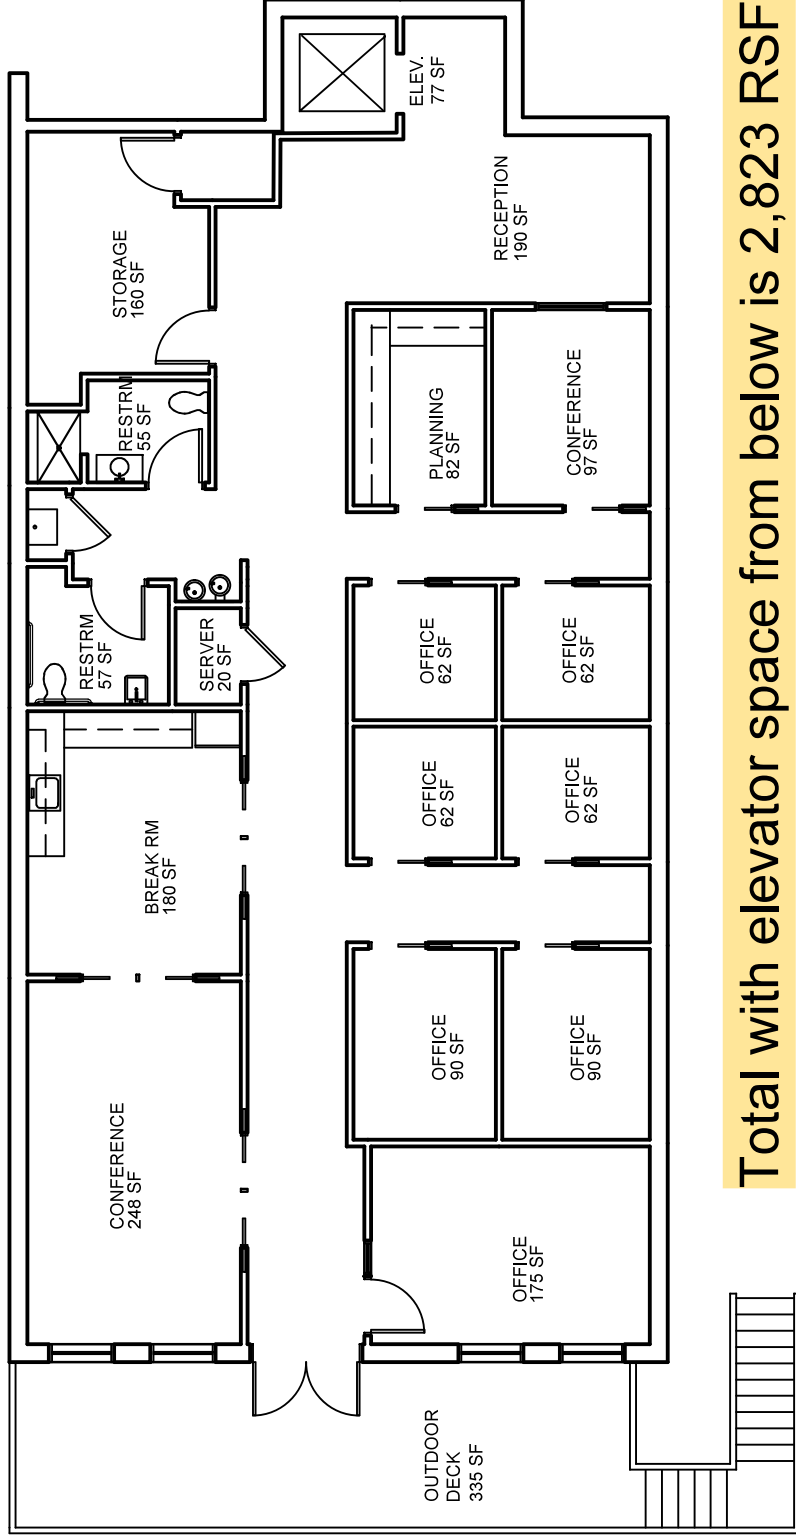 ELEV.
77 SF
RECEPTION
190 SF
STORAGE
160 SF
RESTRM
55 SF
PLANNING
82 SF
CONFERENCE
97 SF
RESTRM
57 SF
SERVER
20 SF
OFFICE
62 SF
OFFICE
62 SF
BREAK RM
180 SF
OFFICE
62 SF
OFFICE
62 SF
CONFERENCE
248 SF
OFFICE
90 SF
OFFICE
90 SF
OFFICE
175 SF
OUTDOOR
DECK
335 SF
Total with elevator space from below is 2,823 RSF